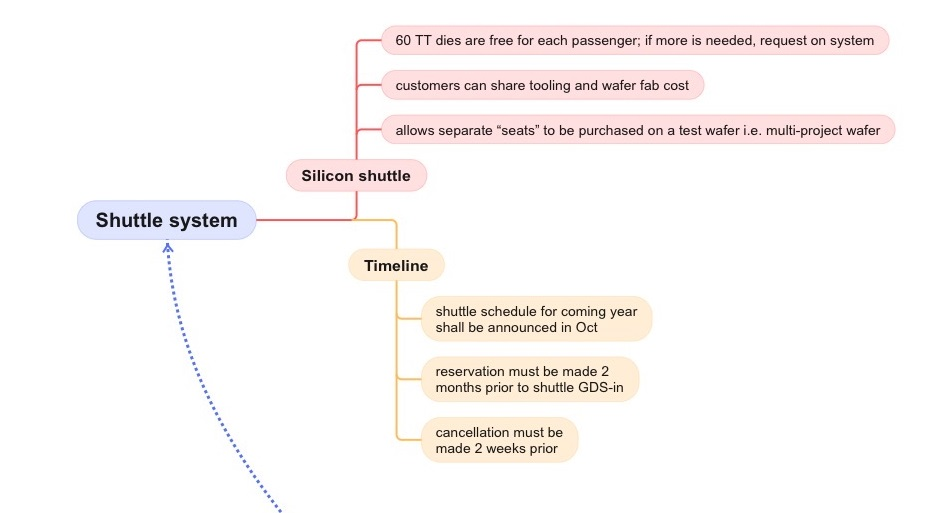 60 TT dies are free for each passenger; if more is needed, request on system
customers can share tooling and wafer fab cost
allows separate “seats” to be purchased on a test wafer i.e. multi-project wafer
Silicon shuttle
Shuttle system
Timeline
shuttle schedule for coming year
shall be announced in Oct
reservation must be made 2
months prior to shuttle GDS-in
cancellation must be
made 2 weeks prior